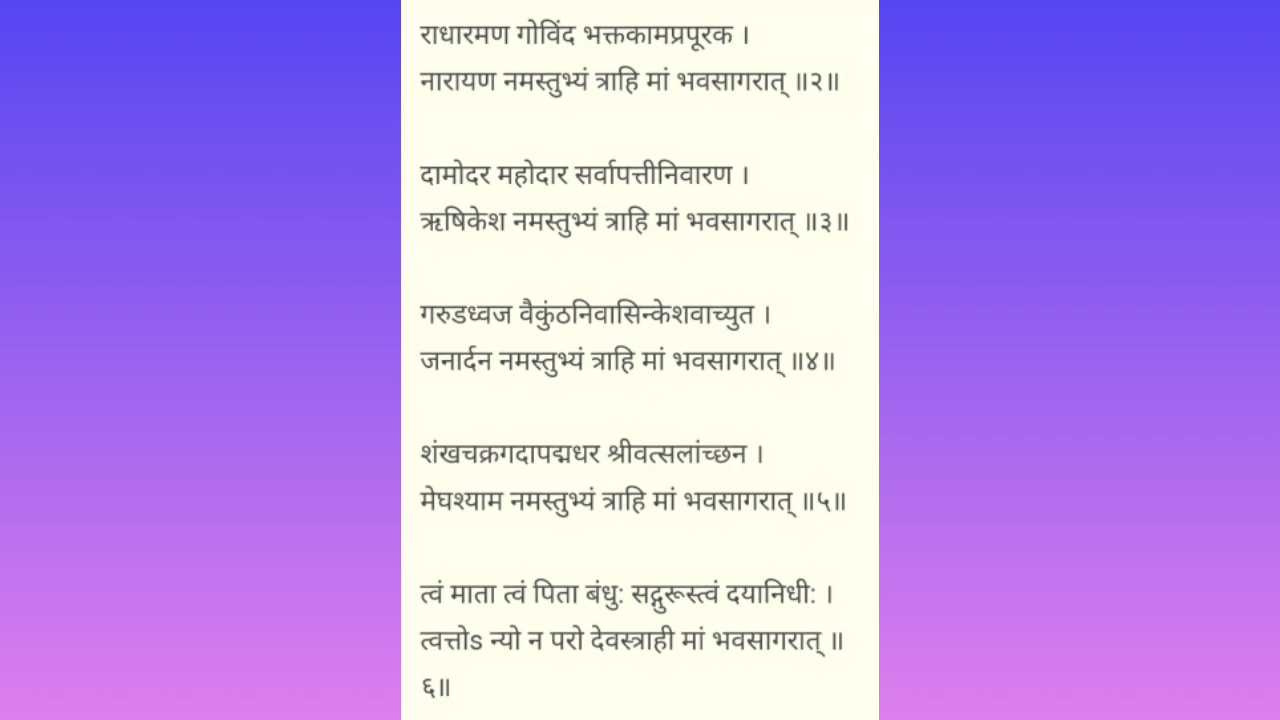 राधारमण गोविंद भक्तकामप्रपूरक ।
नारायण नमस्तुभ्यं त्राहि मां भवसागरात् ॥२॥
दामोदर महोदार सर्वापत्तीनिवारण ।
ऋषिकेश नमस्तुभ्यं त्राहि मां भवसागरात् ॥३॥
गरुडध्वज वैकुंठनिवासिन्केशवाच्युत ।
जनार्दन नमस्तुभ्यं त्राहि मां भवसागरात् ॥४॥
शंखचक्रगदापद्मधर श्रीवत्सलांच्छन ।
मेघश्याम नमस्तुभ्यं त्राहि मां भवसागरात् ॥५॥
त्वं माता त्वं पिता बंधु: सद्गुरूस्त्वं दयानिधी: ।
त्वत्तोs न्यो न परो देवस्त्राही मां भवसागरात् ॥
६॥